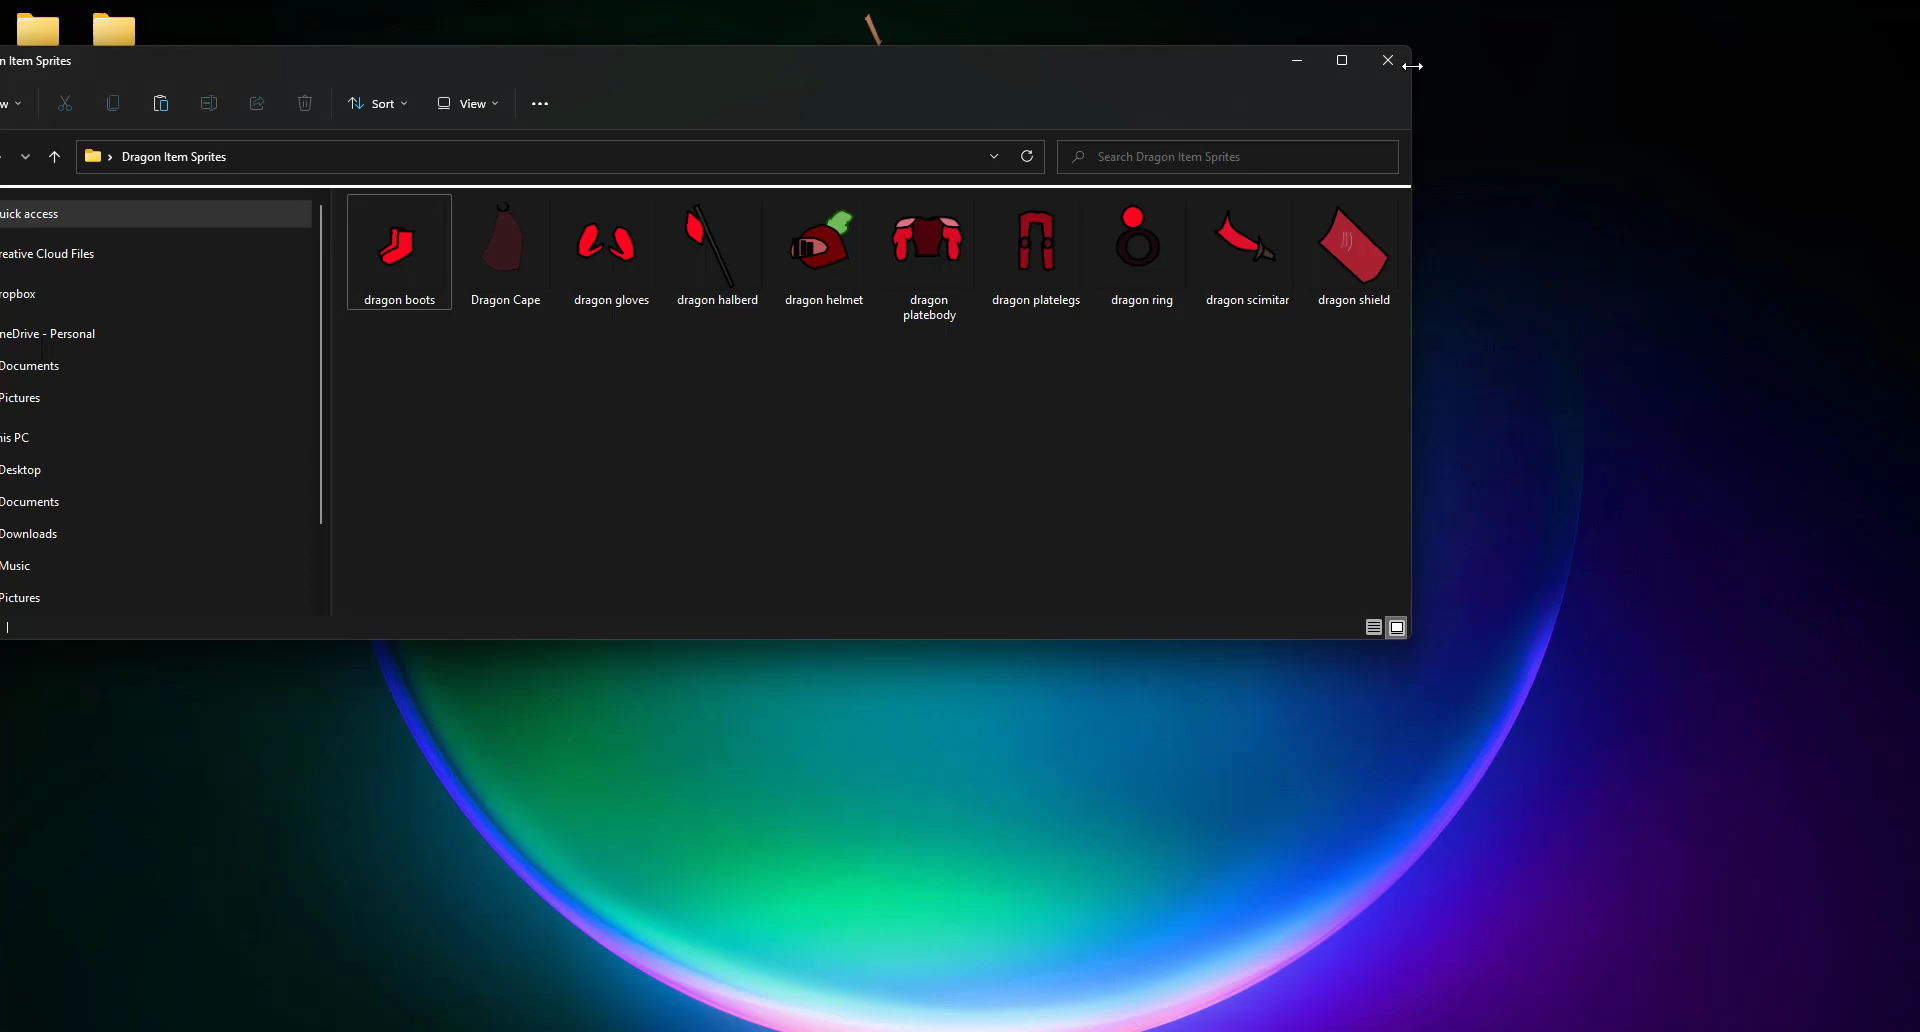 n Item Sprites
w
Sort
View
Dragon Item Sprites
Search Dragon Item Sprites
uick access
reative Cloud Files
ropbox
neDrive - Personal
Documents
Pictures
his PC
Desktop
Documents
Downloads
Music
Pictures
dragon boots
Dragon Cape
dragon gloves
dragon halberd
dragon helmet
dragon
platebody
dragon platelegs
dragon ring
dragon scimitar
dragon shield